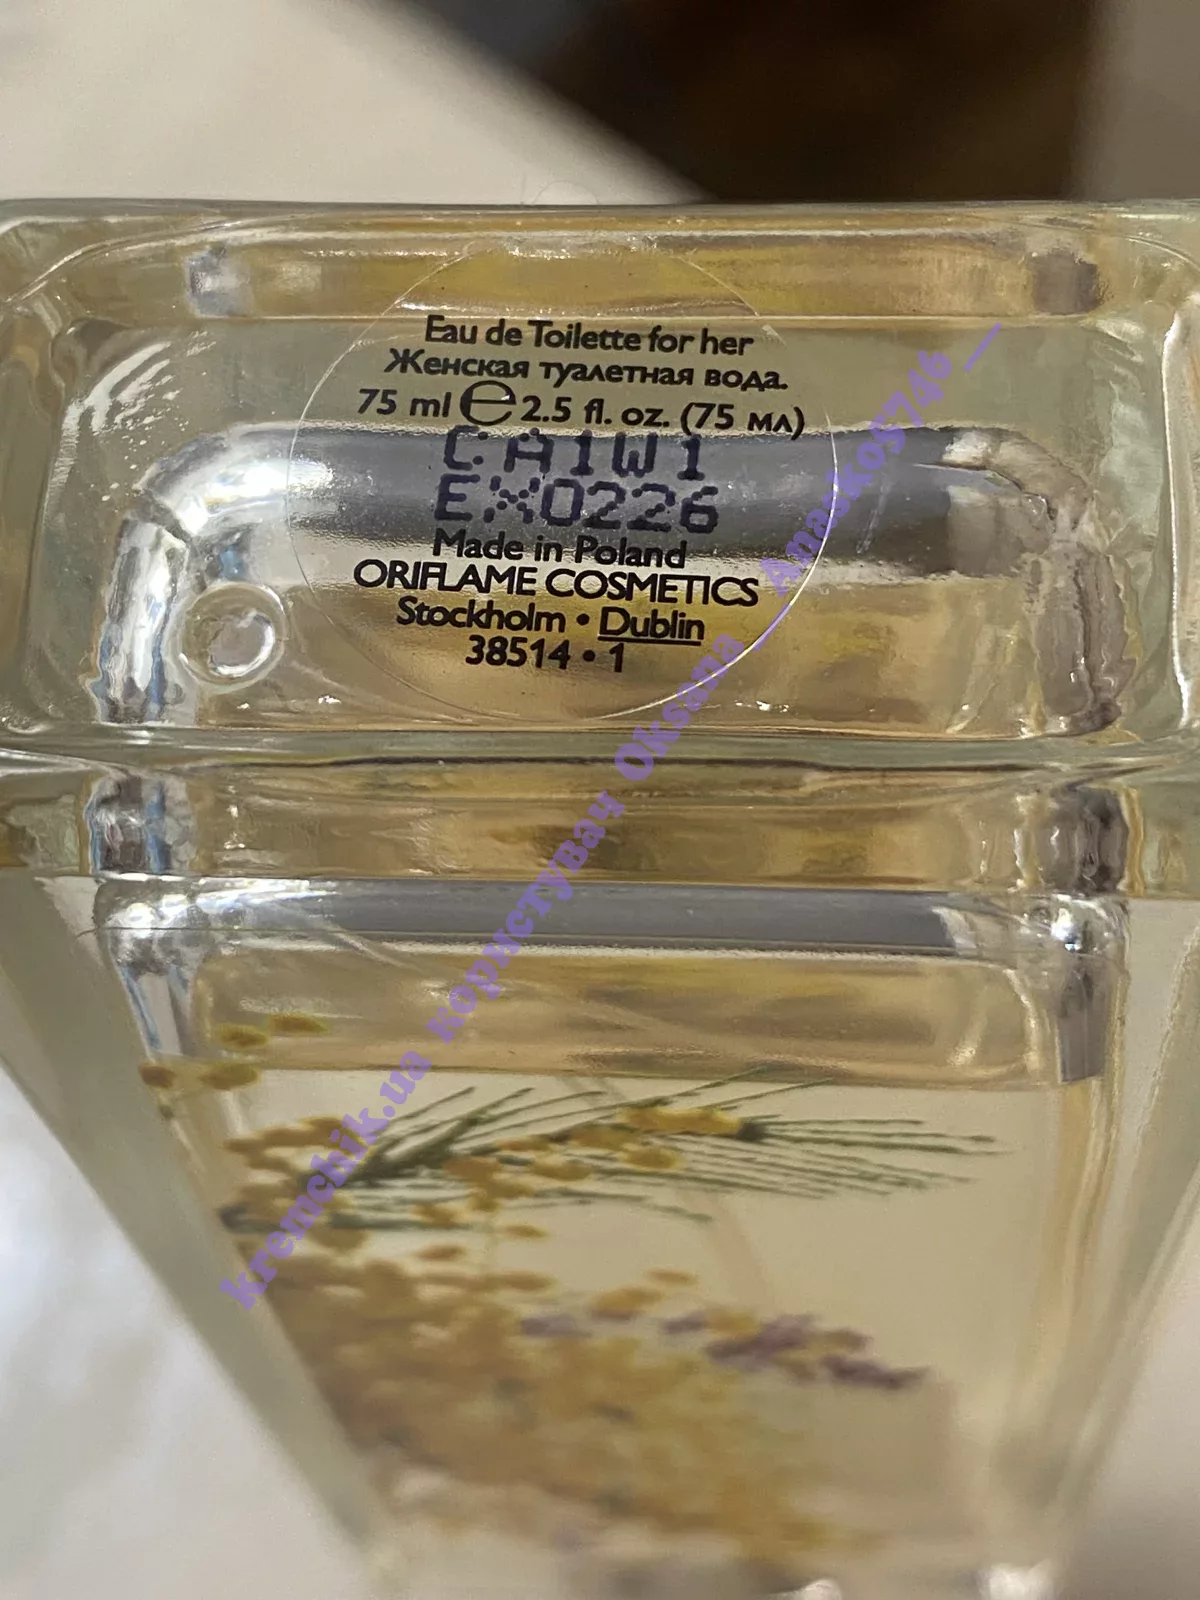 Eau de Toilette for her
Женская туалетная вода.
75 ml ℮ 2.5 fl. oz. (75 мл)
CA1W1
EX0226
Made in Poland
ORIFLAME COSMETICS
Stockholm • Dublin
38514 • 1
kremchik.ua користувач Oksana__Anasko5746__